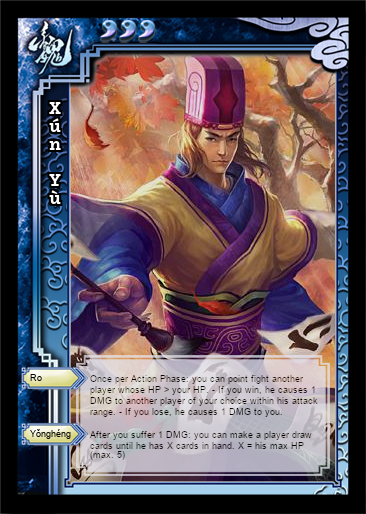 魏
Xún Yù
Ro
Once per Action Phase: you can point fight another
player whose HP > your HP. - If you win, he causes 1
DMG to another player of your choice within his attack
range. - If you lose, he causes 1 DMG to you.
Yǒnghéng
After you suffer 1 DMG: you can make a player draw
cards until he has X cards in hand. X = his max HP
(max. 5)